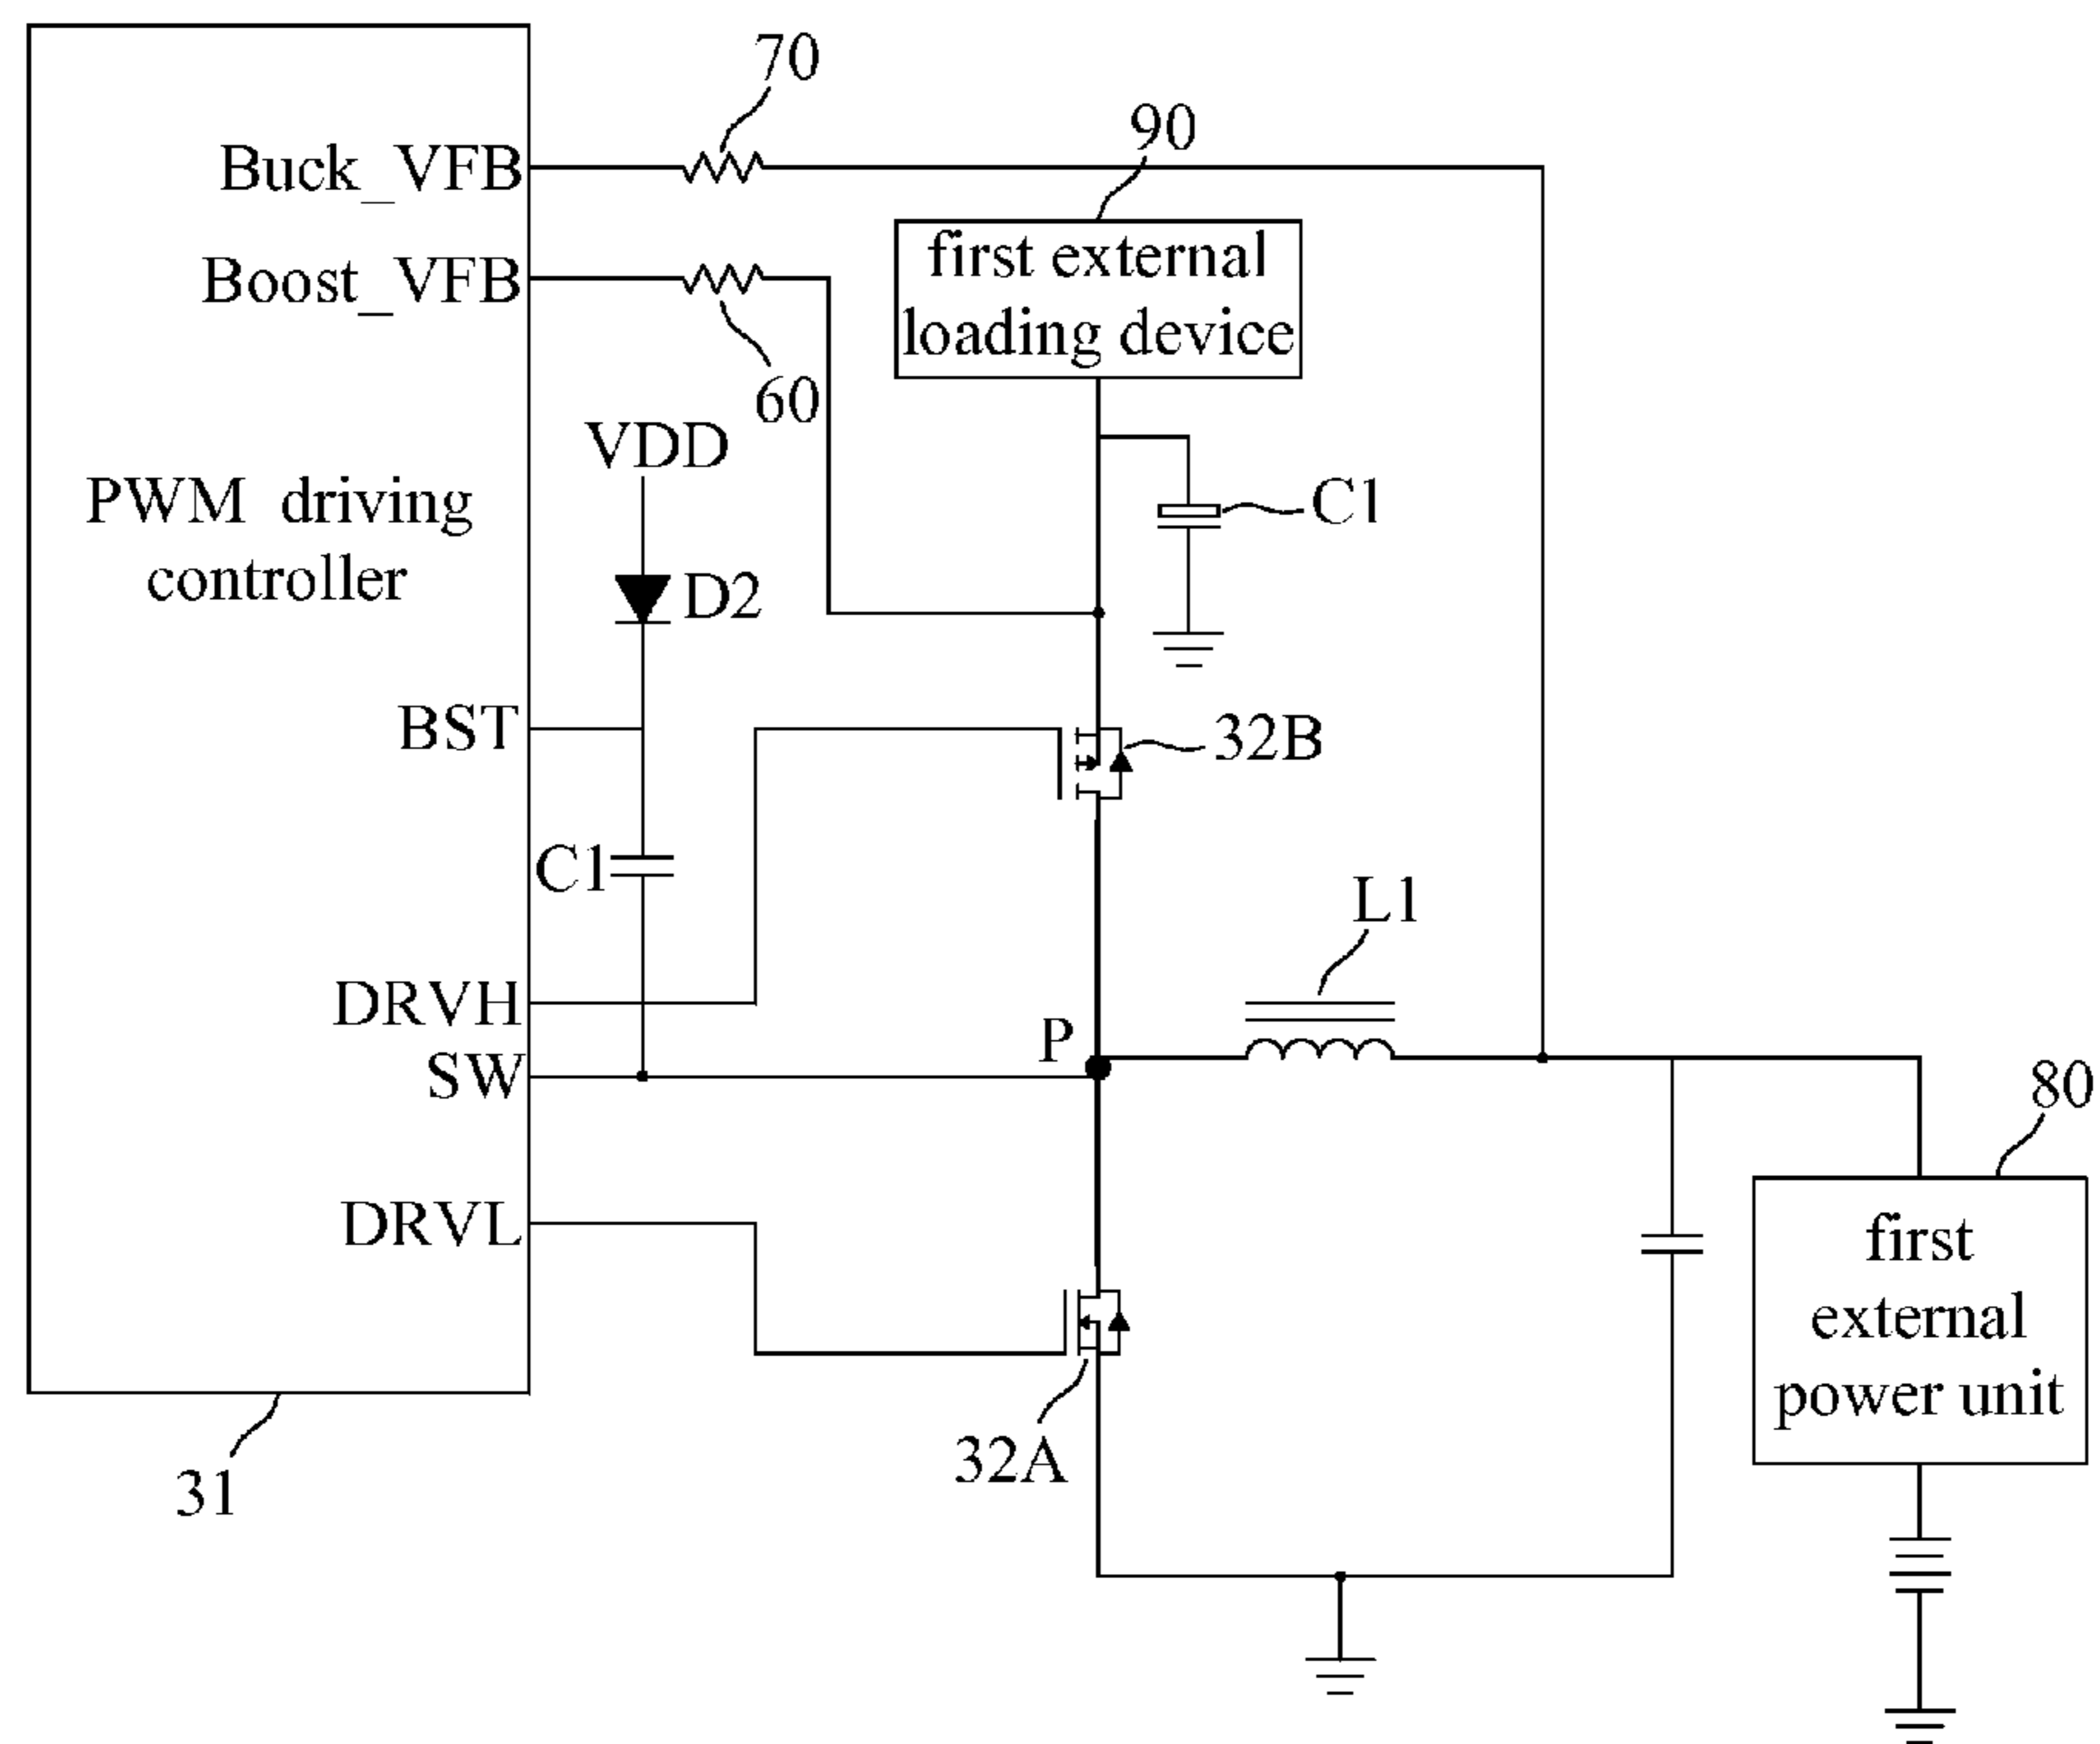 70
90
Buck_VFB
first external
loading device
Boost_VFB
60
VDD
C1
PWM driving
controller
D2
BST
32B
C1
L1
DRVH
P
SW
80
DRVL
first
external
power unit
32A
31